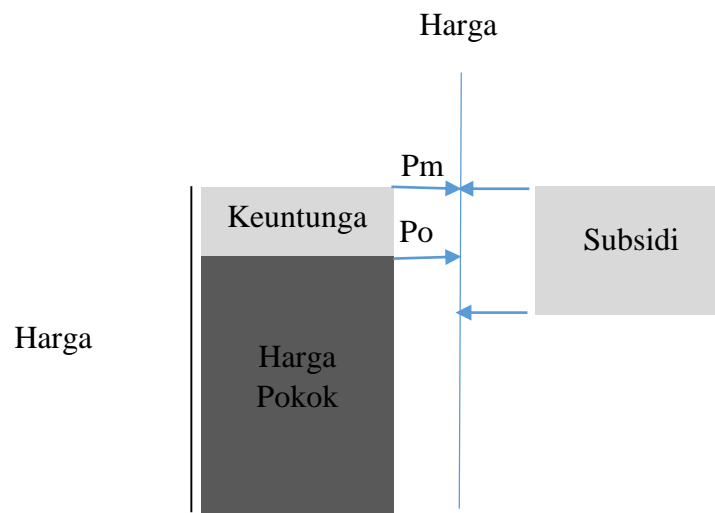 Harga
Pm
Keuntunga
Po
Subsidi
Harga
Harga
Pokok